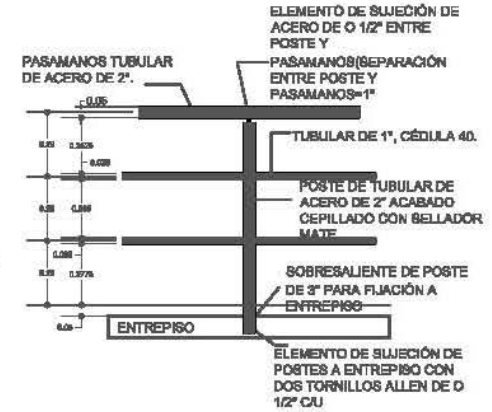 ELEMENTO DE SUJECIÓN DE
ACERO DE O 1/2" ENTRE
POSTE Y
PASAMANOS(SEPARACIÓN
ENTRE POSTE Y
PASAMANOS=1"
PASAMANOS TUBULAR
DE ACERO DE 2".
0.05
TUBULAR DE 1", CÉDULA 40.
POSTE DE TUBULAR DE
ACERO DE 2" ACABADO
CEPILLADO CON SELLADOR
MATE
SOBRESALIENTE DE POSTE
DE 3" PARA FIJACIÓN A
ENTREPISO
ENTREPISO
ELEMENTO DE SUJECIÓN DE
POSTES A ENTREPISO CON
DOS TORNILLOS ALLEN DE O
1/2" C/U